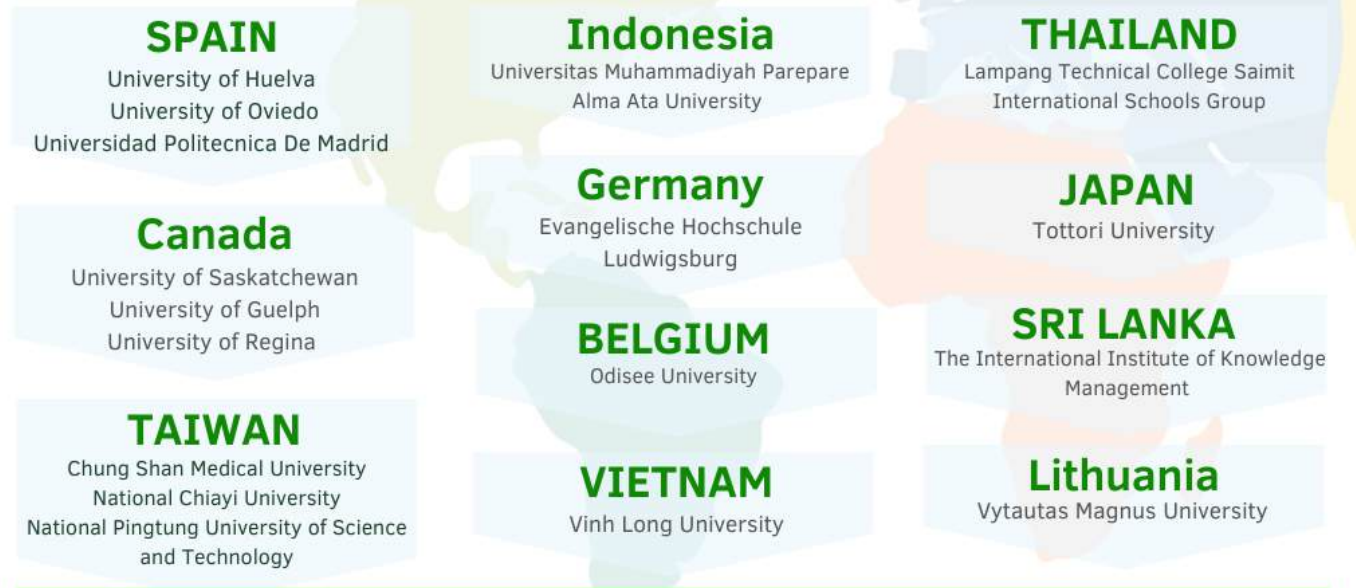 SPAIN
University of Huelva
University of Oviedo
Universidad Politecnica De Madrid
Canada
University of Saskatchewan
University of Guelph
University of Regina
TAIWAN
Chung Shan Medical University
National Chiayi University
National Pingtung University of Science
and Technology
Indonesia
Universitas Muhammadiyah Parepare
Alma Ata University
Germany
Evangelische Hochschule
Ludwigsburg
BELGIUM
Odisee University
VIETNAM
Vinh Long University
THAILAND
Lampang Technical College Saimit
International Schools Group
JAPAN
Tottori University
SRI LANKA
The International Institute of Knowledge
Management
Lithuania
Vytautas Magnus University